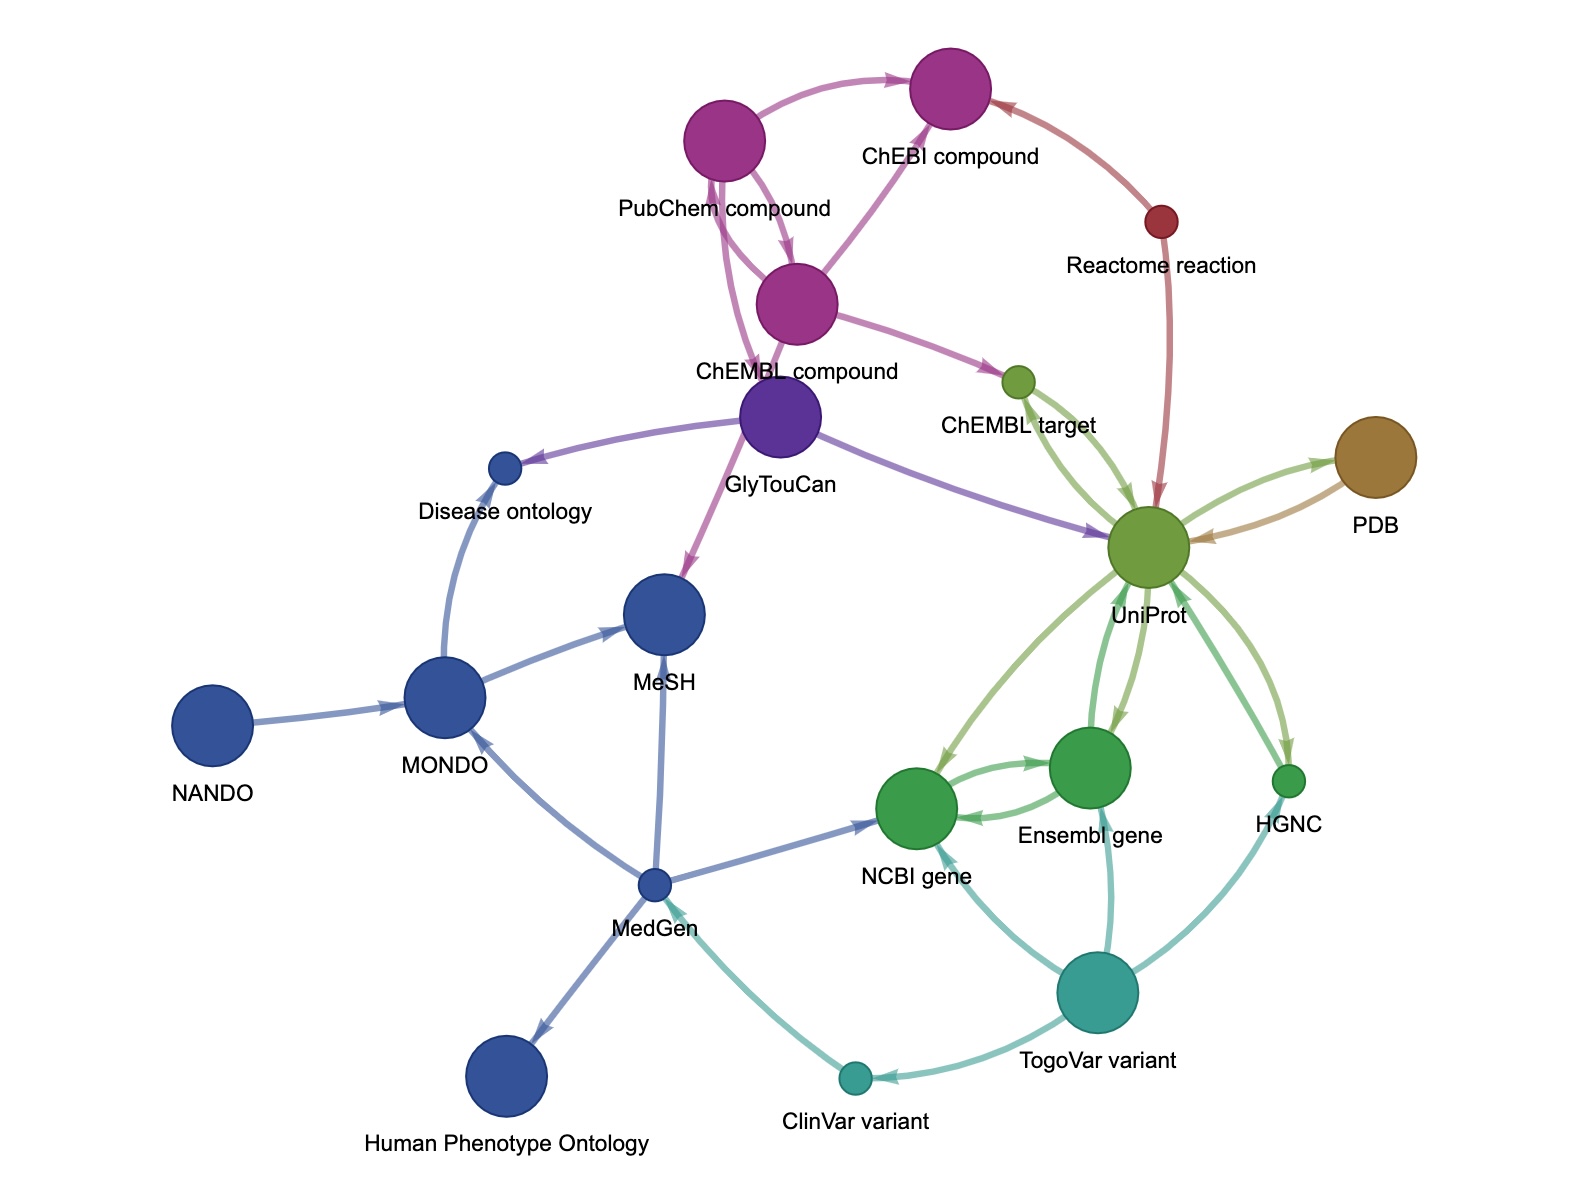 ChEBI compound
PubChem compound
Reactome reaction
ChEMBL compound
ChEMBL target
GlyTouCan
Disease ontology
PDB
UniProt
MeSH
MONDO
NANDO
HGNC
Ensembl gene
NCBI gene
MedGen
TogoVar variant
ClinVar variant
Human Phenotype Ontology